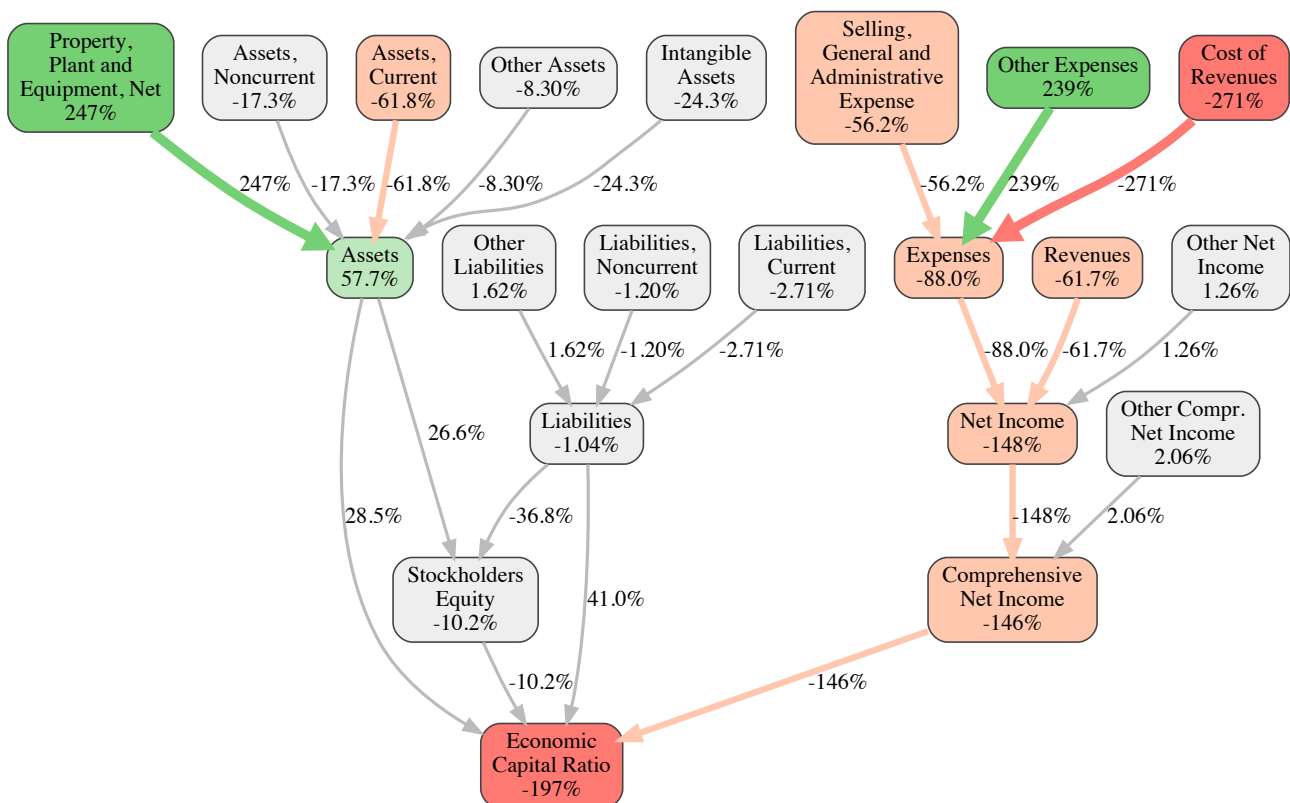 Property,
Plant and
Equipment, Net
247%
Assets,
Noncurrent
-17.3%
Assets,
Current
-61.8%
Other Assets
-8.30%
Intangible
Assets
-24.3%
Selling,
General and
Administrative
Expense
-56.2%
Other Expenses
239%
Cost of
Revenues
-271%
247%
-17.3%
-61.8%
-8.30%
-24.3%
-56.2%
239%
-271%
Assets
57.7%
Other
Liabilities
1.62%
Liabilities,
Noncurrent
-1.20%
Liabilities,
Current
-2.71%
Expenses
-88.0%
Revenues
-61.7%
Other Net
Income
1.26%
1.62%
-1.20%
-2.71%
-88.0%
-61.7%
1.26%
26.6%
Liabilities
-1.04%
Net Income
-148%
Other Compr.
Net Income
2.06%
28.5%
-36.8%
-148%
2.06%
Stockholders
Equity
-10.2%
41.0%
Comprehensive
Net Income
-146%
-10.2%
-146%
Economic
Capital Ratio
-197%